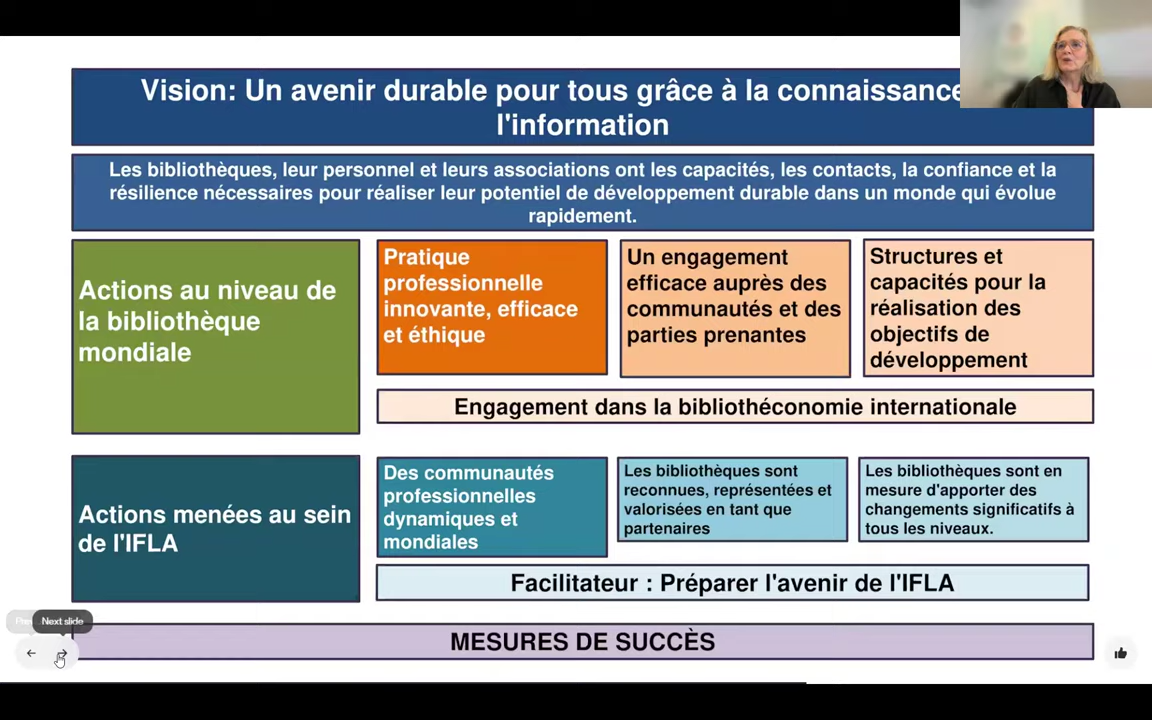 Vision: Un avenir durable pour tous grâce à la connaissance
l'information
Les bibliothèques, leur personnel et leurs associations ont les capacités, les contacts, la confiance et la
résilience nécessaires pour réaliser leur potentiel de développement durable dans un monde qui évolue
rapidement.
Actions au niveau de
la bibliothèque
mondiale
Pratique
professionnelle
innovante, efficace
et éthique
Un engagement
efficace auprès des
communautés et des
parties prenantes
Structures et
capacités pour la
réalisation des
objectifs de
développement
Engagement dans la bibliothéconomie internationale
Actions menées au sein
de l'IFLA
Des communautés
professionnelles
dynamiques et
mondiales
Les bibliothèques sont
reconnues, représentées et
valorisées en tant que
partenaires
Les bibliothèques sont en
mesure d'apporter des
changements significatifs à
tous les niveaux.
Facilitateur : Préparer l'avenir de l'IFLA
Next slide
MESURES DE SUCCÈS